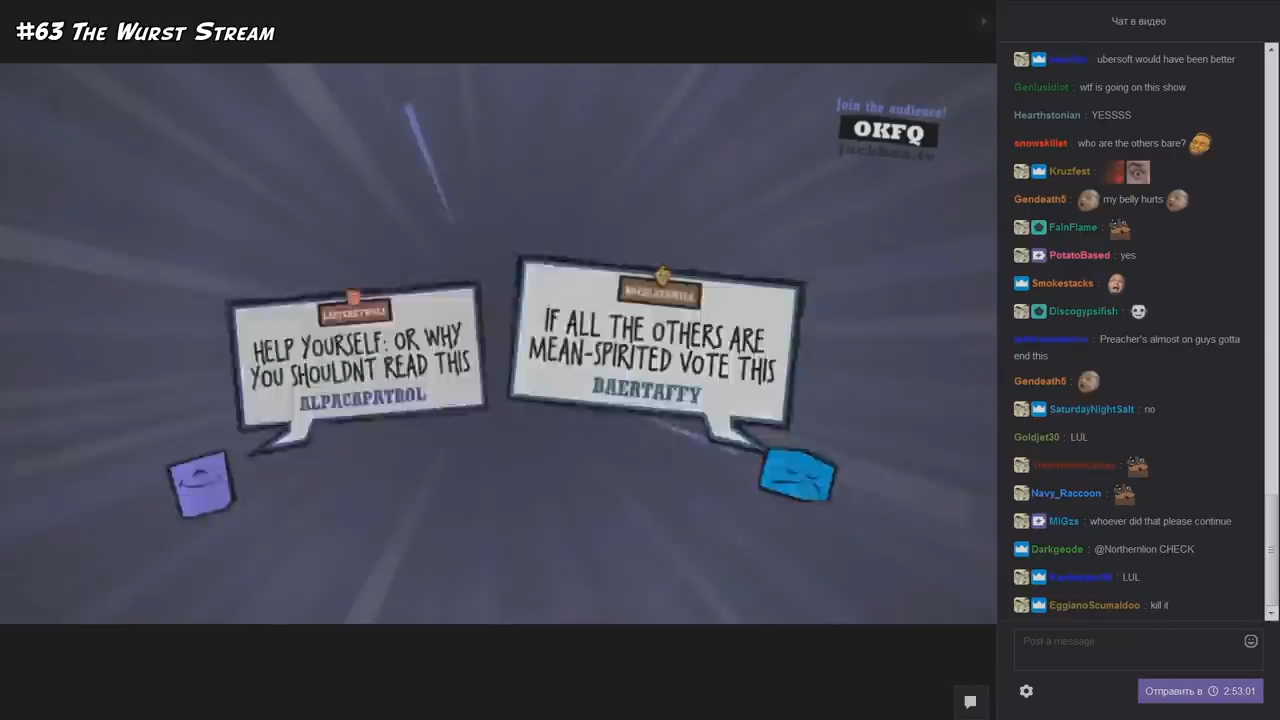 #63 THE WURST STREAM
Join the audience!
OKFQ
jackbox.tv
HELP YOURSELF: OR WHY
YOU SHOULDNT READ THIS
ALPACAPATROL
IF ALL THE OTHERS ARE
MEAN-SPIRITED VOTE THIS
BAERTAFFY
Чат в видео
ubersoft would have been better
GeniusIdiot : wtf is going on this show
Hearthstonian : YESSSS
snowskillet : who are the others bare?
Kruzfest :
Gendeath5 : my belly hurts
FalnFlame :
PotatoBased : yes
Smokestacks :
Discogypsifish :
Preacher's almost on guys gotta
end this
Gendeath5 :
SaturdayNightSalt : no
Goldjet30 : LUL
Navy_Raccoon :
MIGzs : whoever did that please continue
Darkgeode : @Northernlion CHECK
: LUL
EggianoScumaldoo : kill it
Post a message
Отправить в 2:53:01